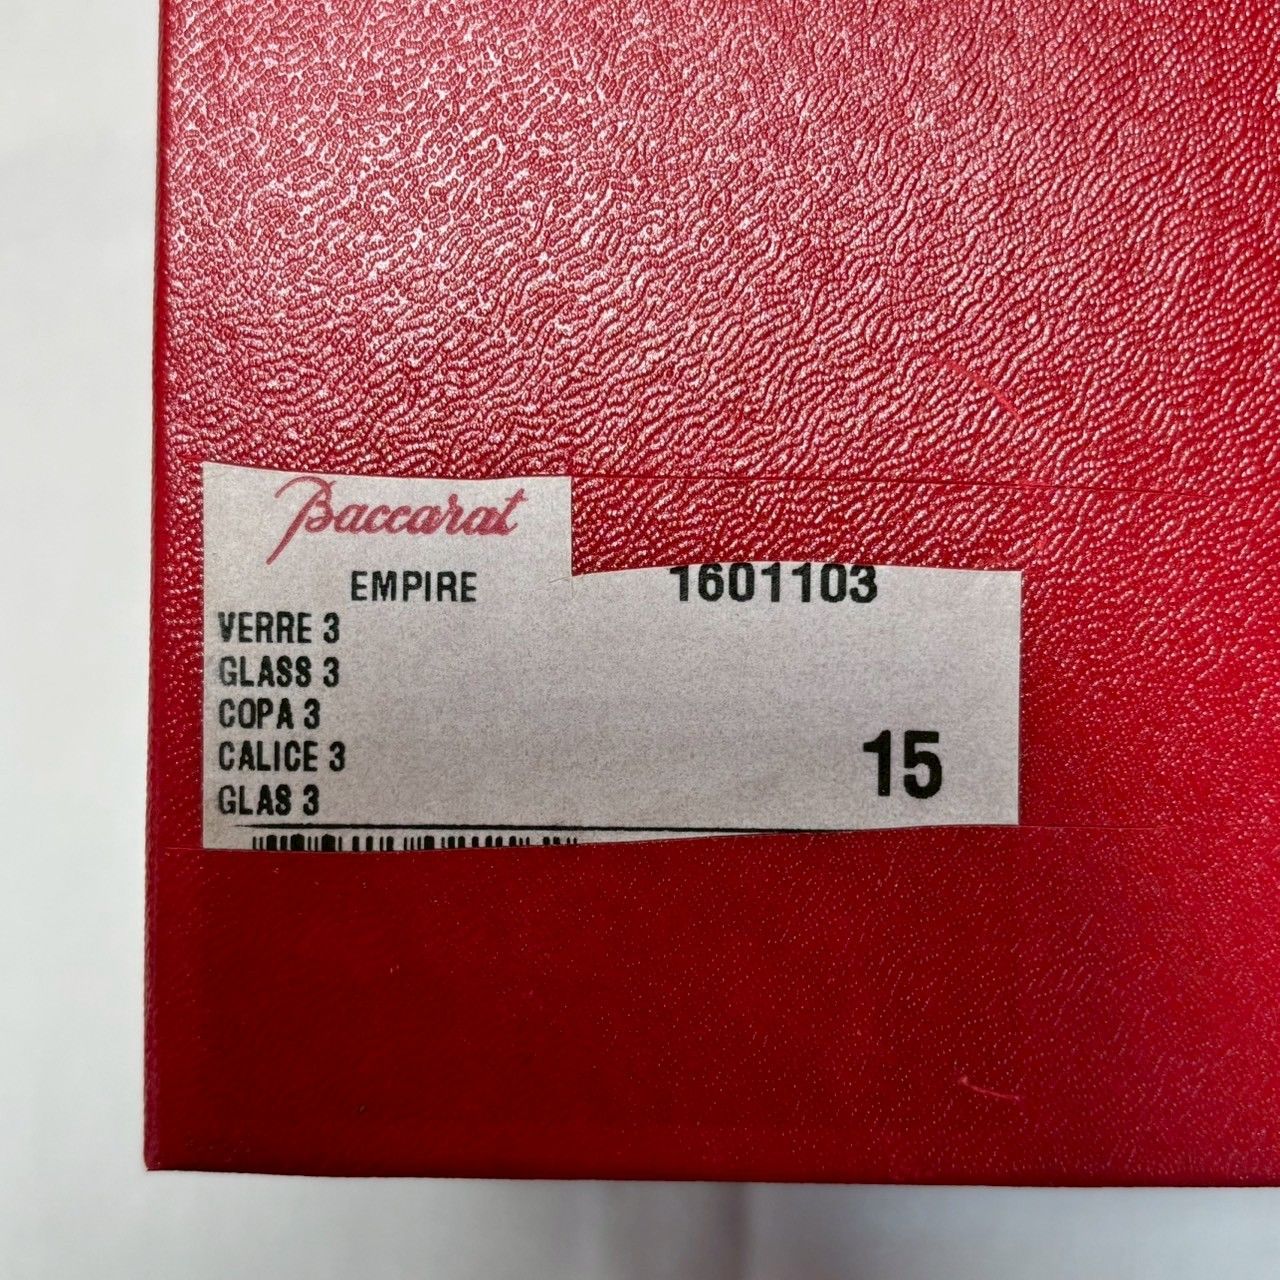 Baccarat
EMPIRE 1601103
VERRE 3
GLASS 3
COPA 3
CALICE 3
GLAS 3
15